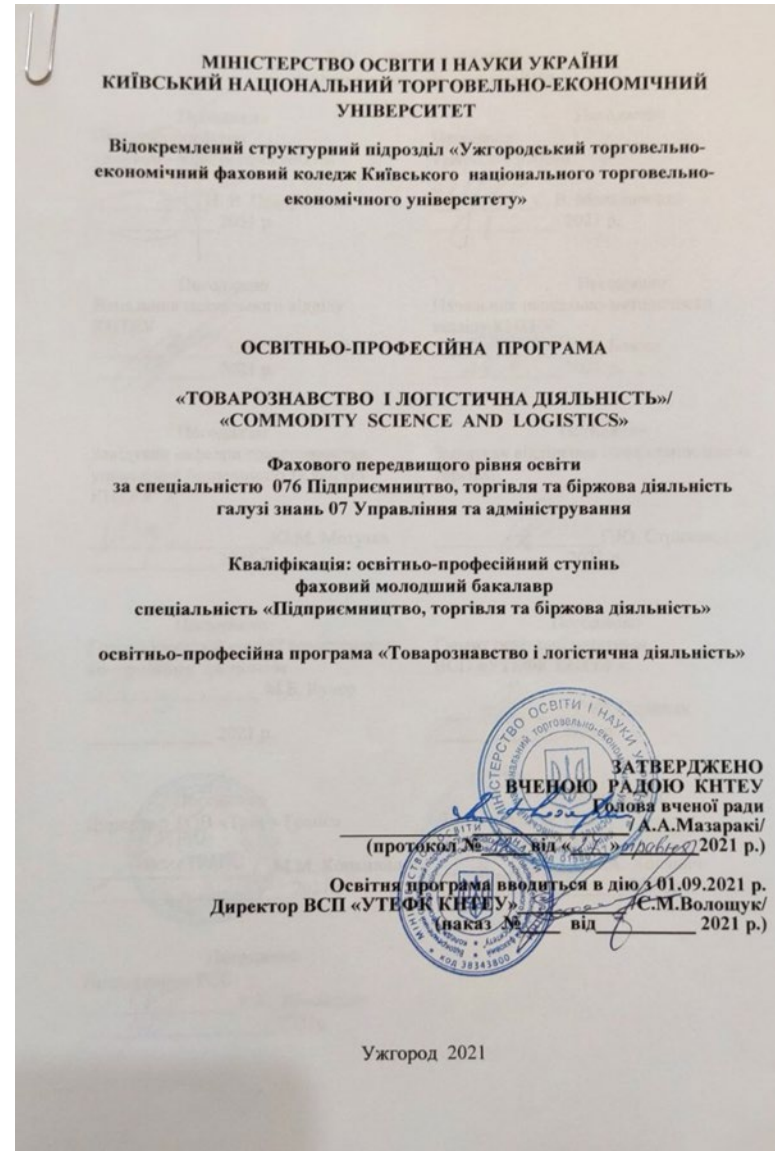 МІНІСТЕРСТВО ОСВІТИ І НАУКИ УКРАЇНИ
КИЇВСЬКИЙ НАЦІОНАЛЬНИЙ ТОРГОВЕЛЬНО-ЕКОНОМІЧНИЙ
УНІВЕРСИТЕТ
Відокремлений структурний підрозділ «Ужгородський торговельно-
економічний фаховий коледж Київського національного торговельно-
економічного університету»
ОСВІТНЬО-ПРОФЕСІЙНА ПРОГРАМА
«ТОВАРОЗНАВСТВО І ЛОГІСТИЧНА ДІЯЛЬНІСТЬ»/
«COMMODITY SCIENCE AND LOGISTICS»
Фахового передвищого рівня освіти
за спеціальністю 076 Підприємництво, торгівля та біржова діяльність
галузі знань 07 Управління та адміністрування
Кваліфікація: освітньо-професійний ступінь
фаховий молодший бакалавр
спеціальність «Підприємництво, торгівля та біржова діяльність»
освітньо-професійна програма «Товарознавство і логістична діяльність»
ЗАТВЕРДЖЕНО
ВЧЕНОЮ РАДОЮ КНТЕУ
Голова вченої ради
/А.А.Мазаракі/
(протокол № від « » травня 2021 р.)
Освітня програма вводиться в дію з 01.09.2021 р.
Директор ВСП «УТЕФК КНТЕУ» /С.М.Волощук/
(наказ № від 2021 р.)
код 38343800
Ужгород 2021